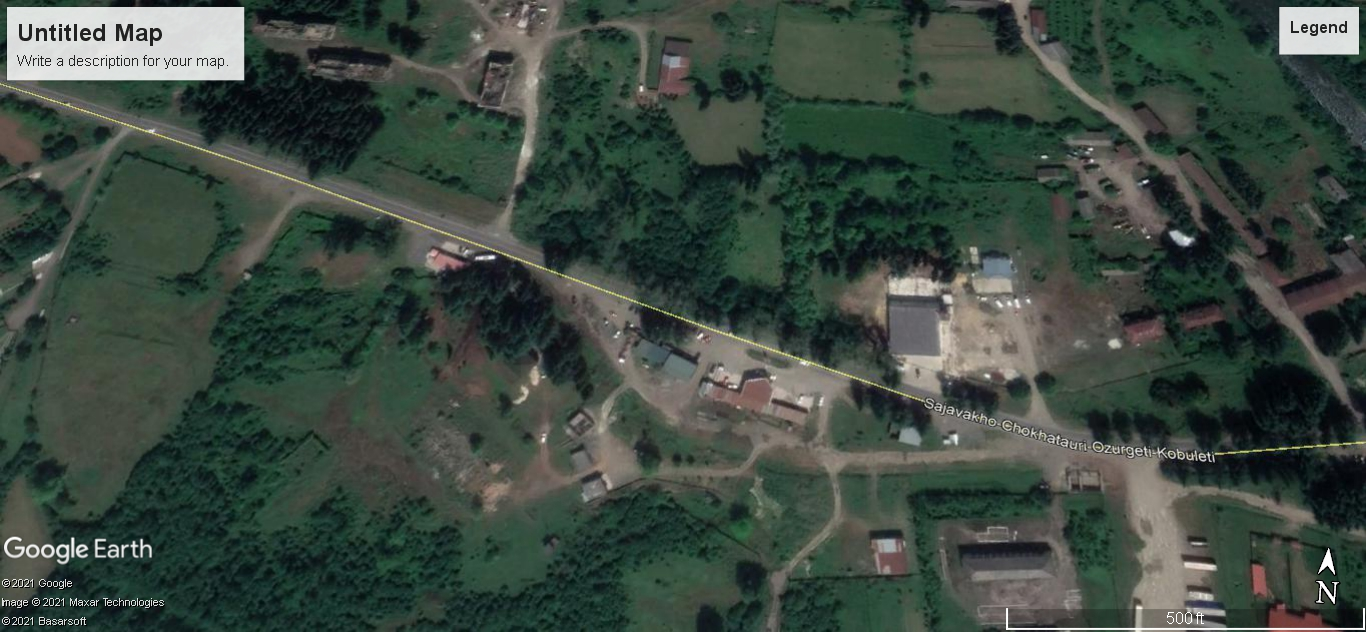 Untitled Map
Write a description for your map.
Legend
Sajavakho-Chokhatauri-Ozurgeti-Kobuleti
Google Earth
©2021 Google
Image © 2021 Maxar Technologies
© 2021 Basarsoft
N
500 ft